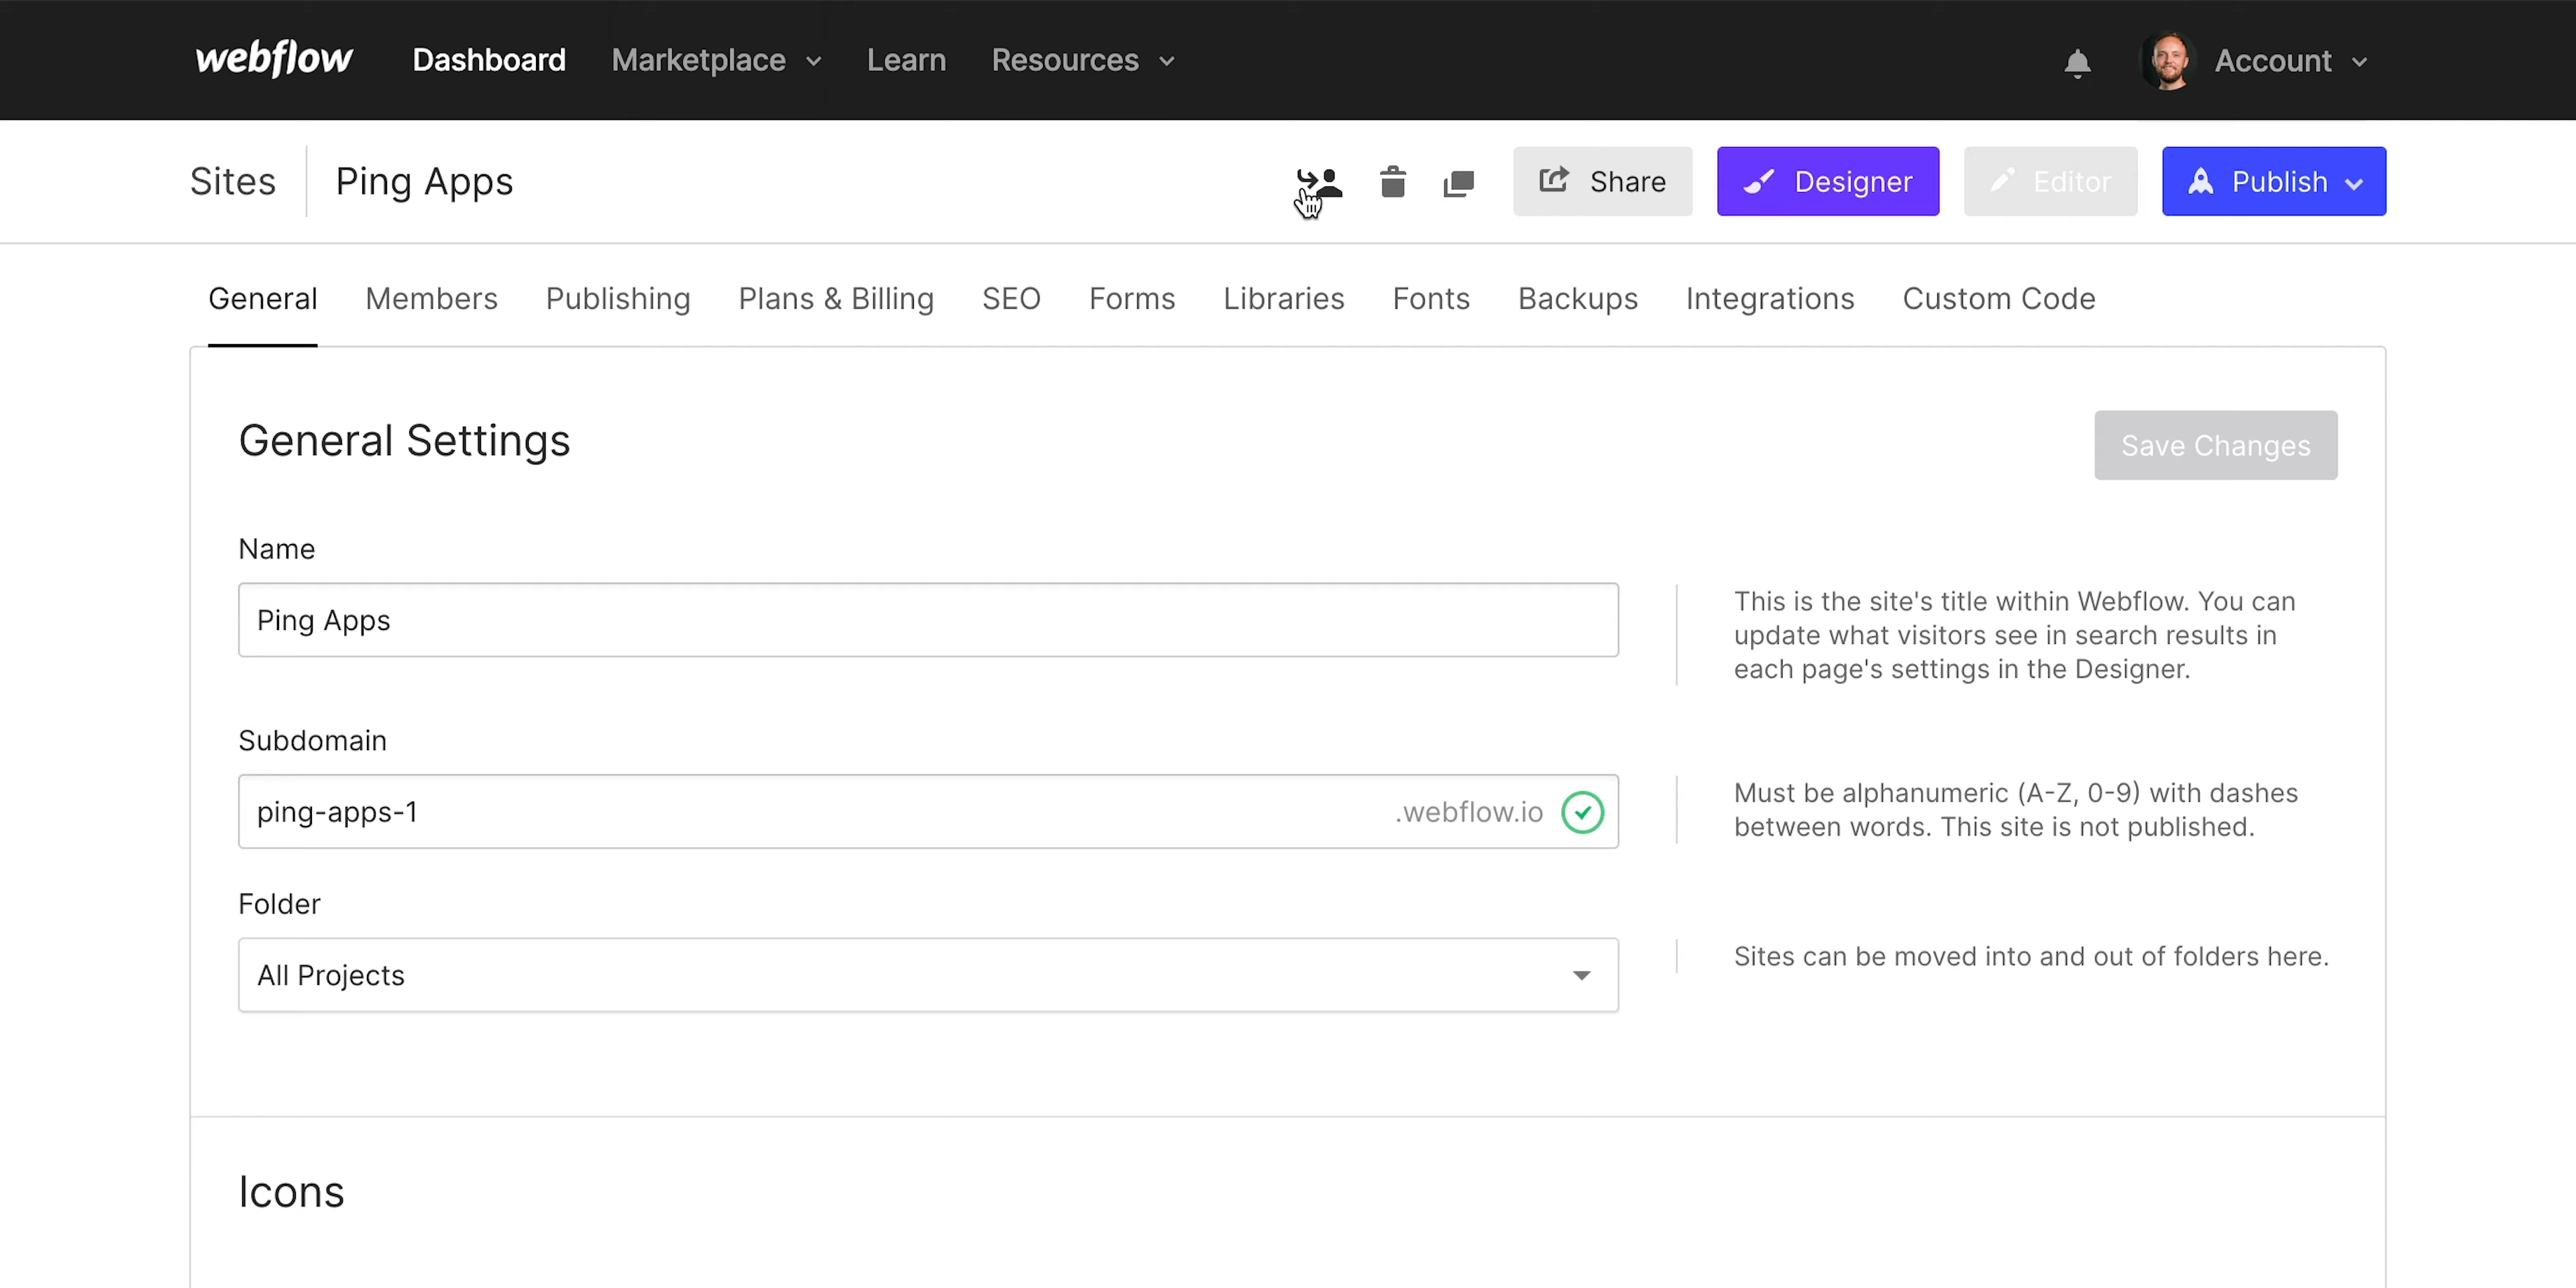 webflow Dashboard Marketplace Learn Resources Account
Sites Ping Apps Share Designer Editor Publish
General Members Publishing Plans & Billing SEO Forms Libraries Fonts Backups Integrations Custom Code
General Settings
Save Changes
Name
Ping Apps
This is the site's title within Webflow. You can
update what visitors see in search results in
each page's settings in the Designer.
Subdomain
ping-apps-1 .webflow.io
Must be alphanumeric (A-Z, 0-9) with dashes
between words. This site is not published.
Folder
All Projects
Sites can be moved into and out of folders here.
Icons